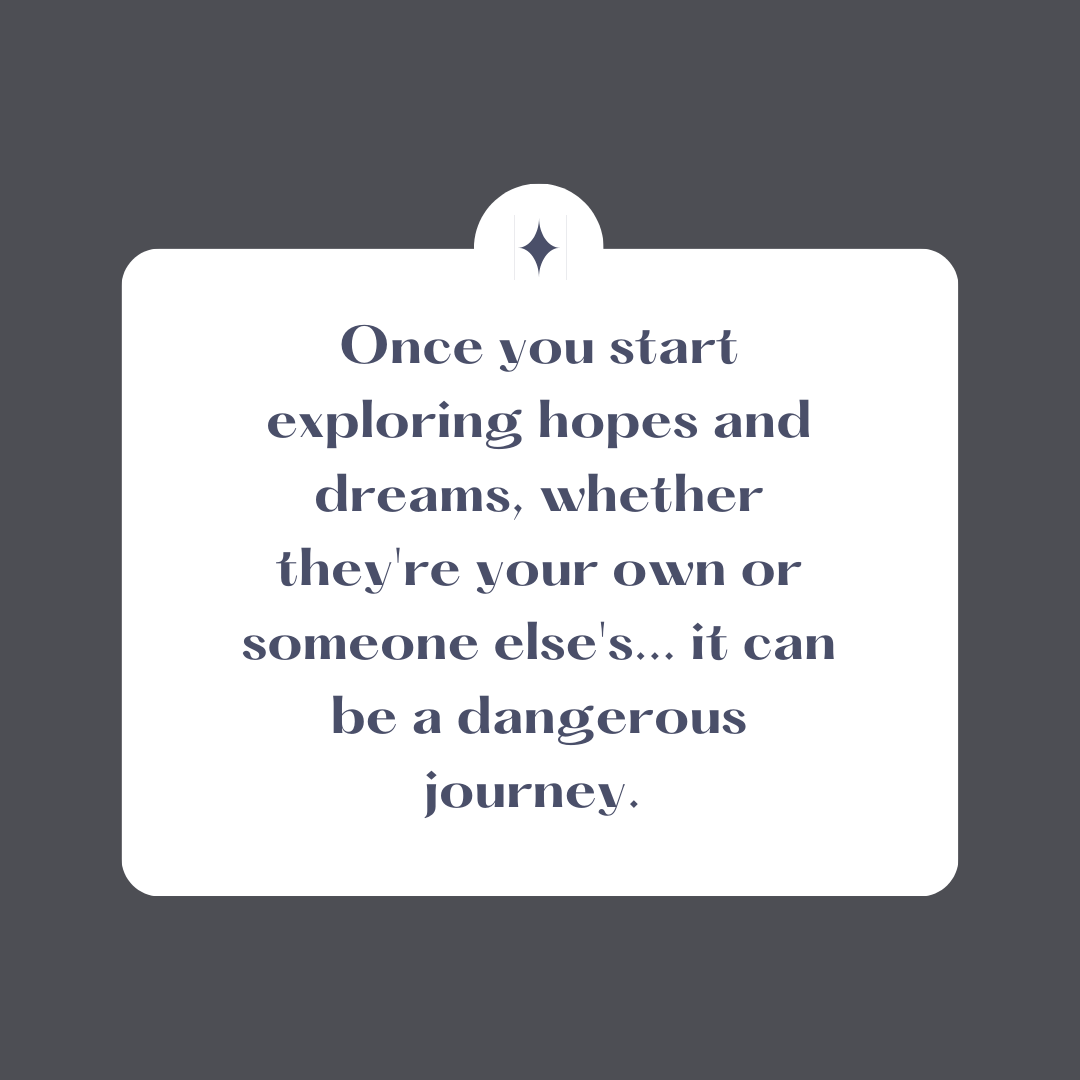 Once you start
exploring hopes and
dreams, whether
they're your own or
someone else's... it can
be a dangerous
journey.